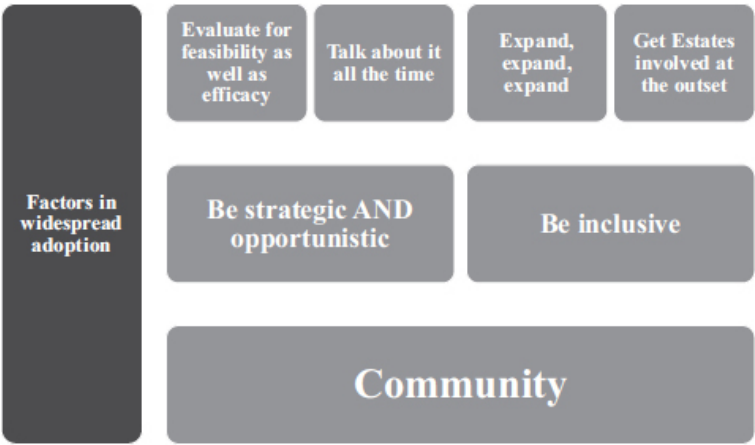 Factors in
widespread
adoption
Evaluate for
feasibility as
well as
efficacy
Talk about it
all the time
Expand,
expand,
expand
Get Estates
involved at
the outset
Be strategic AND
opportunistic
Be inclusive
Community